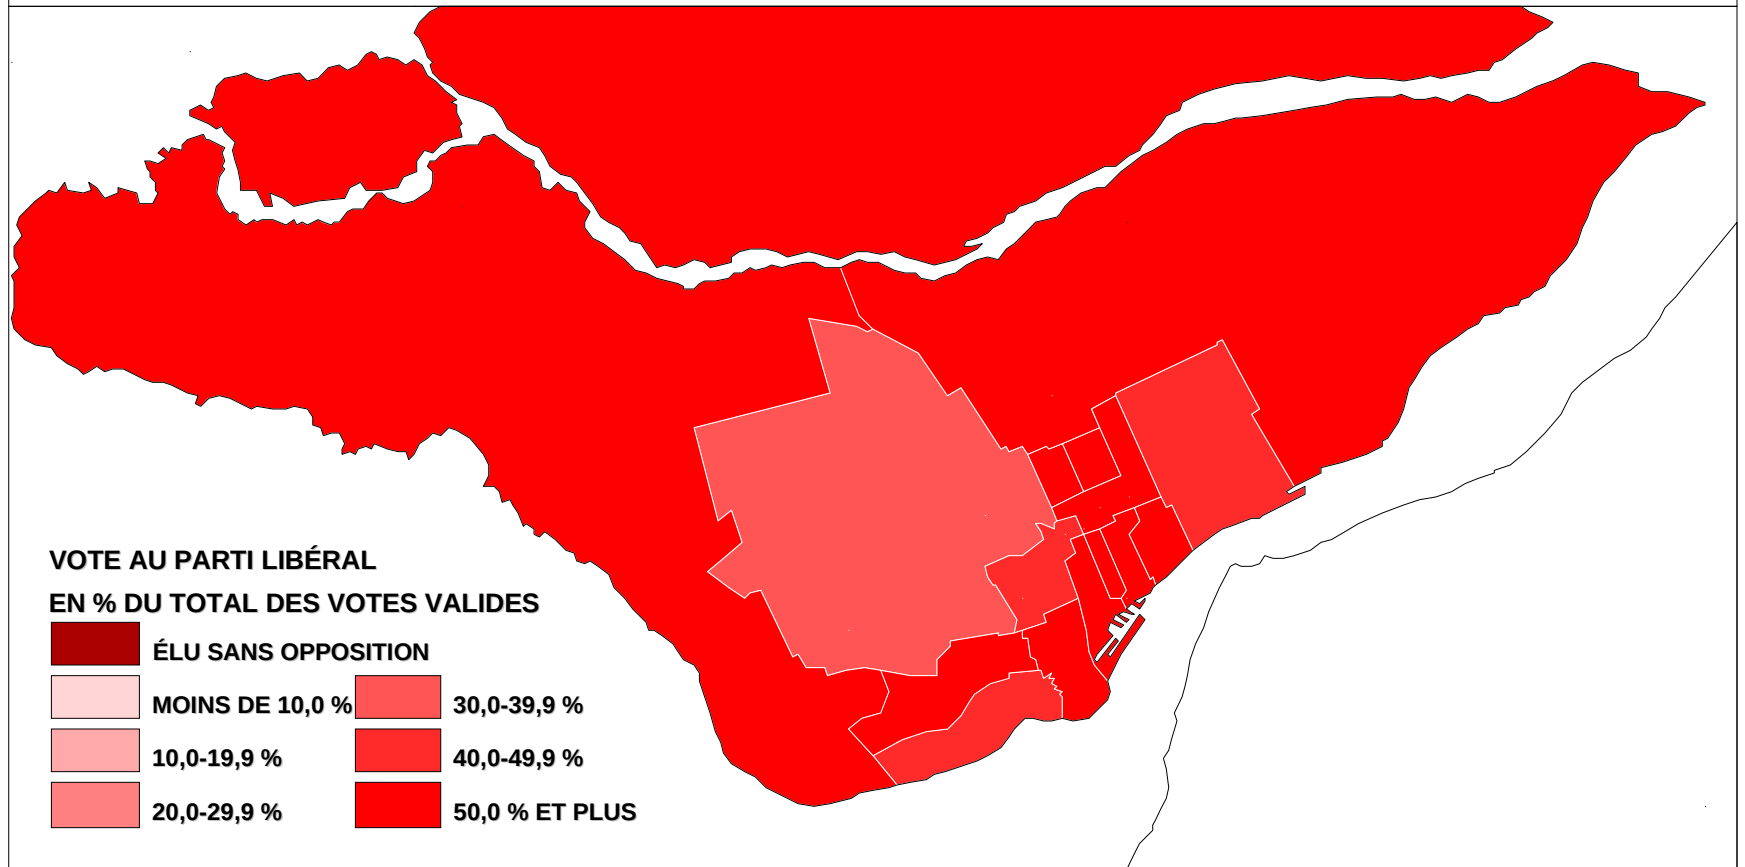 VOTE AU PARTI LIBÉRAL
EN % DU TOTAL DES VOTES VALIDES
ÉLU SANS OPPOSITION
MOINS DE 10,0 %
30,0-39,9 %
10,0-19,9 %
40,0-49,9 %
20,0-29,9 %
50,0 % ET PLUS